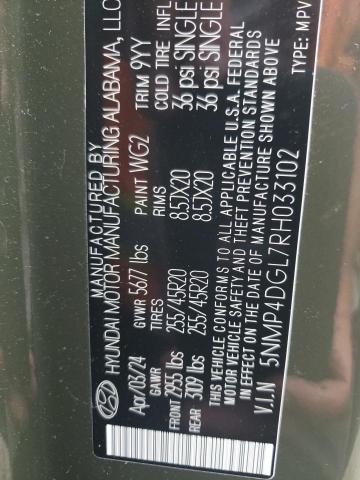 MANUFACTURED BY
HYUNDAI MOTOR MANUFACTURING ALABAMA, LLC
Apr/03/24 GVWR 5677 lbs PAINT WG2 TRIM 9YY
GAWR TIRES RIMS COLD TIRE INFL
FRONT 2955 lbs 255/45R20 8.5JX20 36 psi SINGLE
REAR 3109 lbs 255/45R20 8.5JX20 36 psi SINGLE
THIS VEHICLE CONFORMS TO ALL APPLICABLE U.S.A. FEDERAL
MOTOR VEHICLE SAFETY AND THEFT PREVENTION STANDARDS
IN EFFECT ON THE DATE OF MANUFACTURE SHOWN ABOVE
V.I.N 5NMP4DGL7RH033102 TYPE: MPV